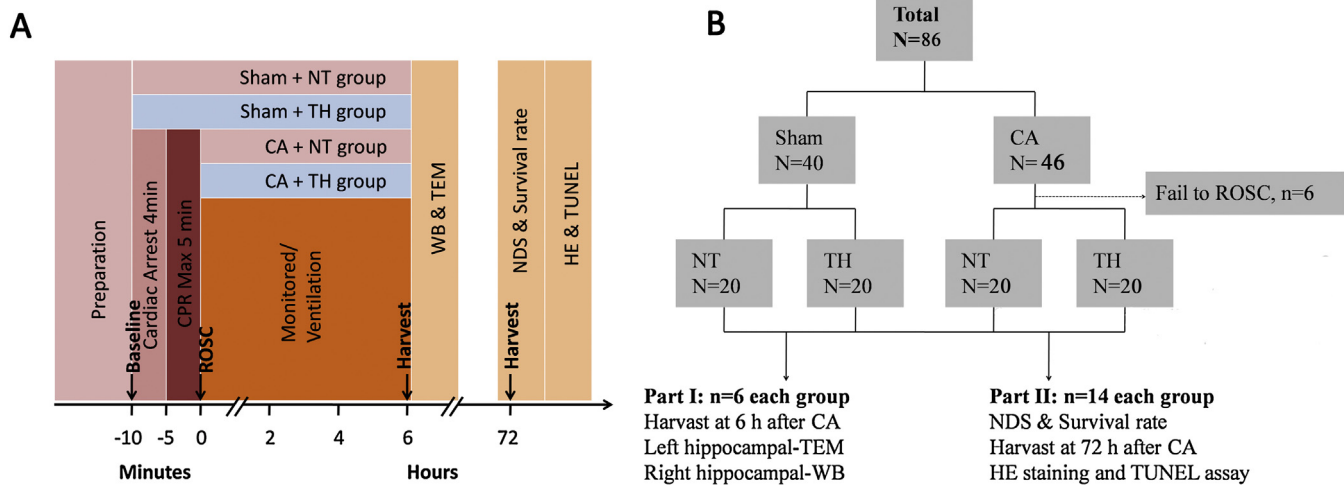 A
Sham + NT group
Sham + TH group
CA + NT group
CA + TH group
Preparation
Baseline
Cardiac Arrest 4min
CPR Max 5 min
ROSC
Monitored/
Ventilation
Harvest
WB & TEM
Harvest
NDS & Survival rate
HE & TUNEL
-10 -5 0 2 4 6 72
Minutes Hours
B
Total
N=86
Sham
N=40
CA
N= 46
Fail to ROSC, n=6
NT
N=20
TH
N=20
NT
N=20
TH
N=20
Part I: n=6 each group
Harvast at 6 h after CA
Left hippocampal-TEM
Right hippocampal-WB
Part II: n=14 each group
NDS & Survival rate
Harvest at 72 h after CA
HE staining and TUNEL assay